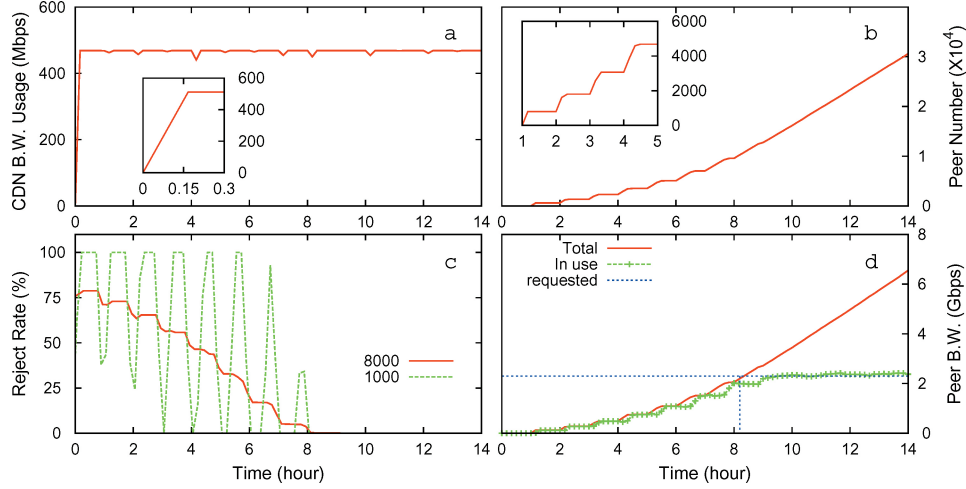 600
400
200
0
CDN B.W. Usage (Mbps)
a
600
500
400
300
200
100
0
0 0.15 0.3
0 2 4 6 8 10 12 14
6000
4000
2000
0
1 2 3 4 5
b
3
2
1
0
Peer Number (X10⁴)
0 2 4 6 8 10 12 14
100
75
50
25
0
Reject Rate (%)
c
8000
1000
0 2 4 6 8 10 12 14
Time (hour)
Total
In use
requested
d
8
6
4
2
0
Peer B.W. (Gbps)
0 2 4 6 8 10 12 14
Time (hour)